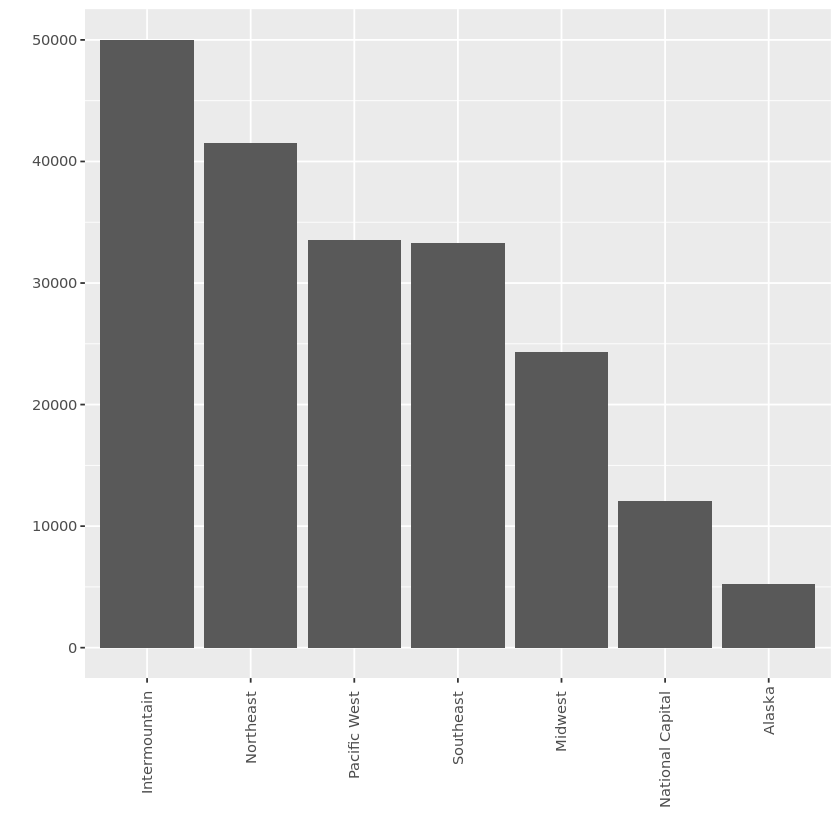 50000
40000
30000
20000
10000
0
Intermountain
Northeast
Pacific West
Southeast
Midwest
National Capital
Alaska